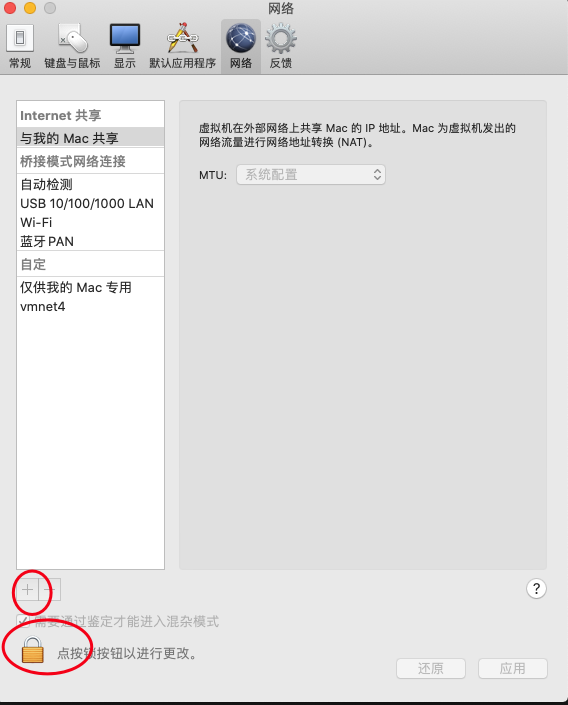 网络
常规 键盘与鼠标 显示 默认应用程序 网络 反馈
Internet 共享
与我的 Mac 共享
桥接模式网络连接
自动检测
USB 10/100/1000 LAN
Wi-Fi
蓝牙 PAN
自定
仅供我的 Mac 专用
vmnet4
虚拟机在外部网络上共享 Mac 的 IP 地址。Mac 为虚拟机发出的
网络流量进行网络地址转换 (NAT)。
MTU: 系统配置
+ − ?
需要通过鉴定才能进入混杂模式
点按锁按钮以进行更改。
还原 应用